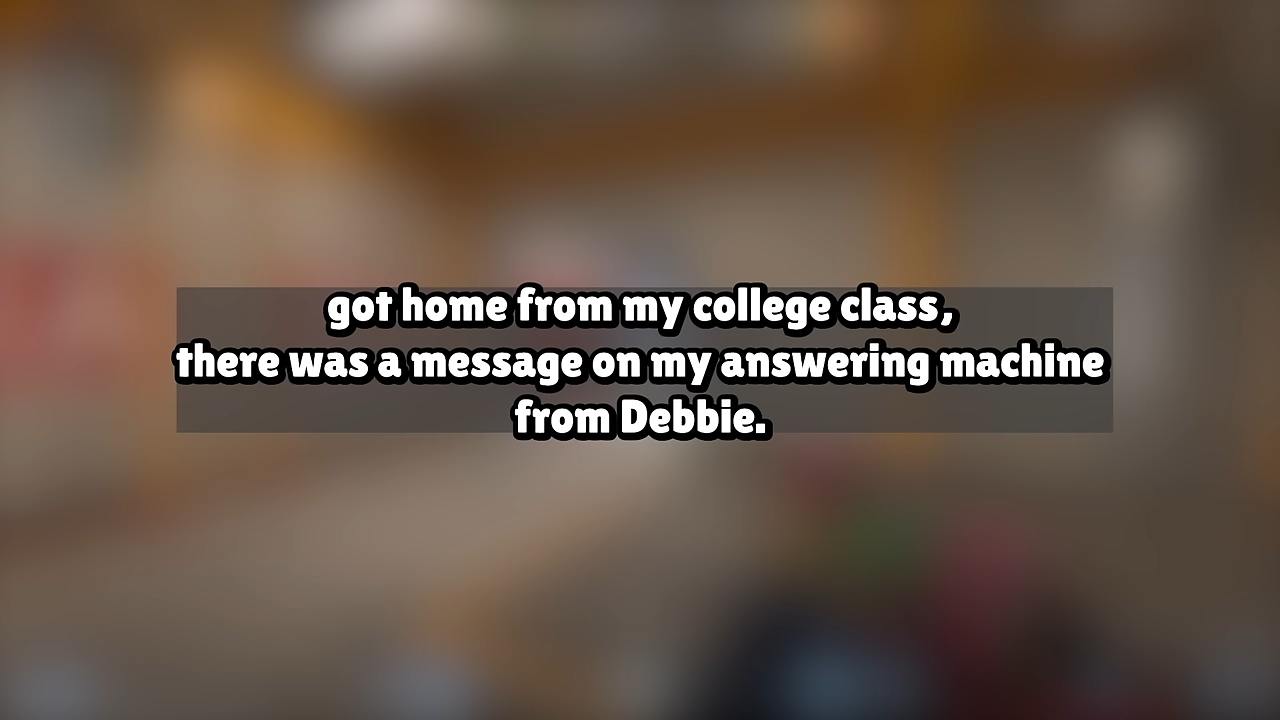 got home from my college class,
there was a message on my answering machine
from Debbie.